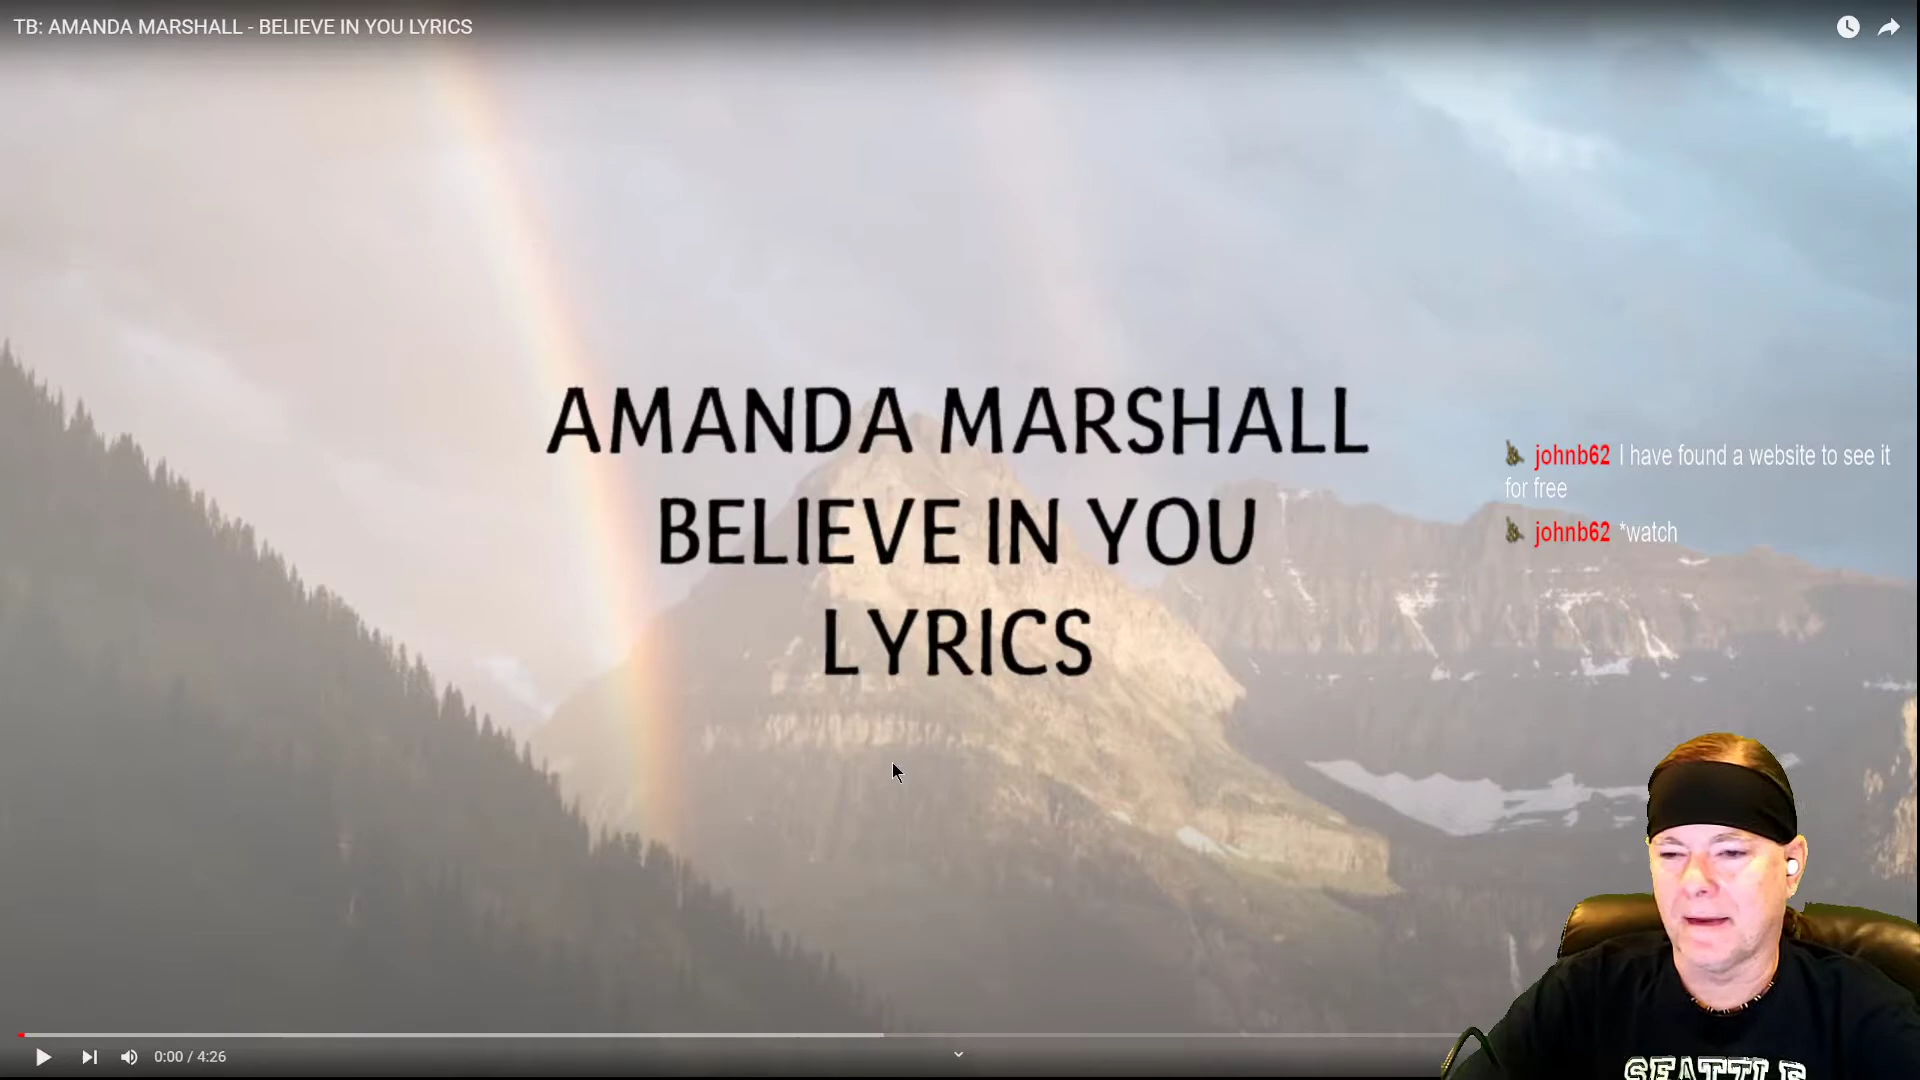 TB: AMANDA MARSHALL - BELIEVE IN YOU LYRICS
AMANDA MARSHALL
BELIEVE IN YOU
LYRICS
johnb62 I have found a website to see it
for free
johnb62 *watch
SEATTLE
0:00 / 4:26